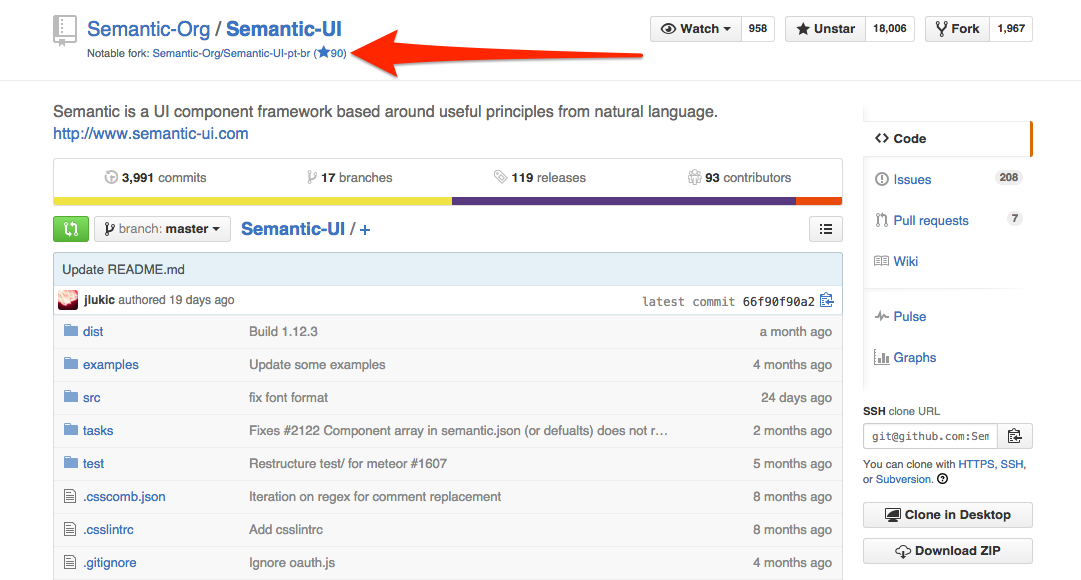 Semantic-Org / Semantic-UI
Notable fork: Semantic-Org/Semantic-UI-pt-br (★90)
Watch 958
Unstar 18,006
Fork 1,967
Semantic is a UI component framework based around useful principles from natural language.
http://www.semantic-ui.com
3,991 commits
17 branches
119 releases
93 contributors
branch: master
Semantic-UI / +
Update README.md
jlukic authored 19 days ago
latest commit 66f90f90a2
dist Build 1.12.3 a month ago
examples Update some examples 4 months ago
src fix font format 24 days ago
tasks Fixes #2122 Component array in semantic.json (or defualts) does not r… 2 months ago
test Restructure test/ for meteor #1607 5 months ago
.csscomb.json Iteration on regex for comment replacement 8 months ago
.csslintrc Add csslintrc 8 months ago
.gitignore Ignore oauth.js 4 months ago
Code
Issues 208
Pull requests 7
Wiki
Pulse
Graphs
SSH clone URL
git@github.com:Sem
You can clone with HTTPS, SSH,
or Subversion.
Clone in Desktop
Download ZIP